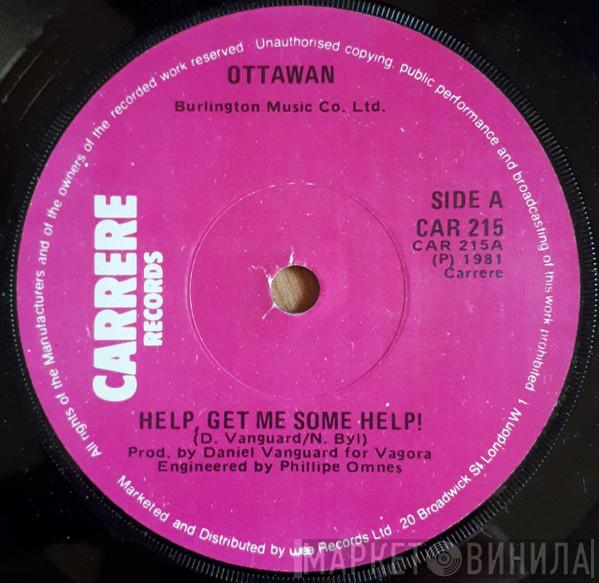 All rights of the Manufacturers and of the owners of the recorded work reserved · Unauthorised copying, public performance and broadcasting of this work prohibited
OTTAWAN
Burlington Music Co. Ltd.
CARRERE
RECORDS
SIDE A
CAR 215
CAR 215A
(P) 1981
Carrere
HELP, GET ME SOME HELP!
(D. Vanguard/N. Byl)
Prod. by Daniel Vanguard for Vagora
Engineered by Phillipe Omnes
Marketed and Distributed by wea Records Ltd. 20 Broadwick St. London W 1
МАРКЕТ ВИНИЛА